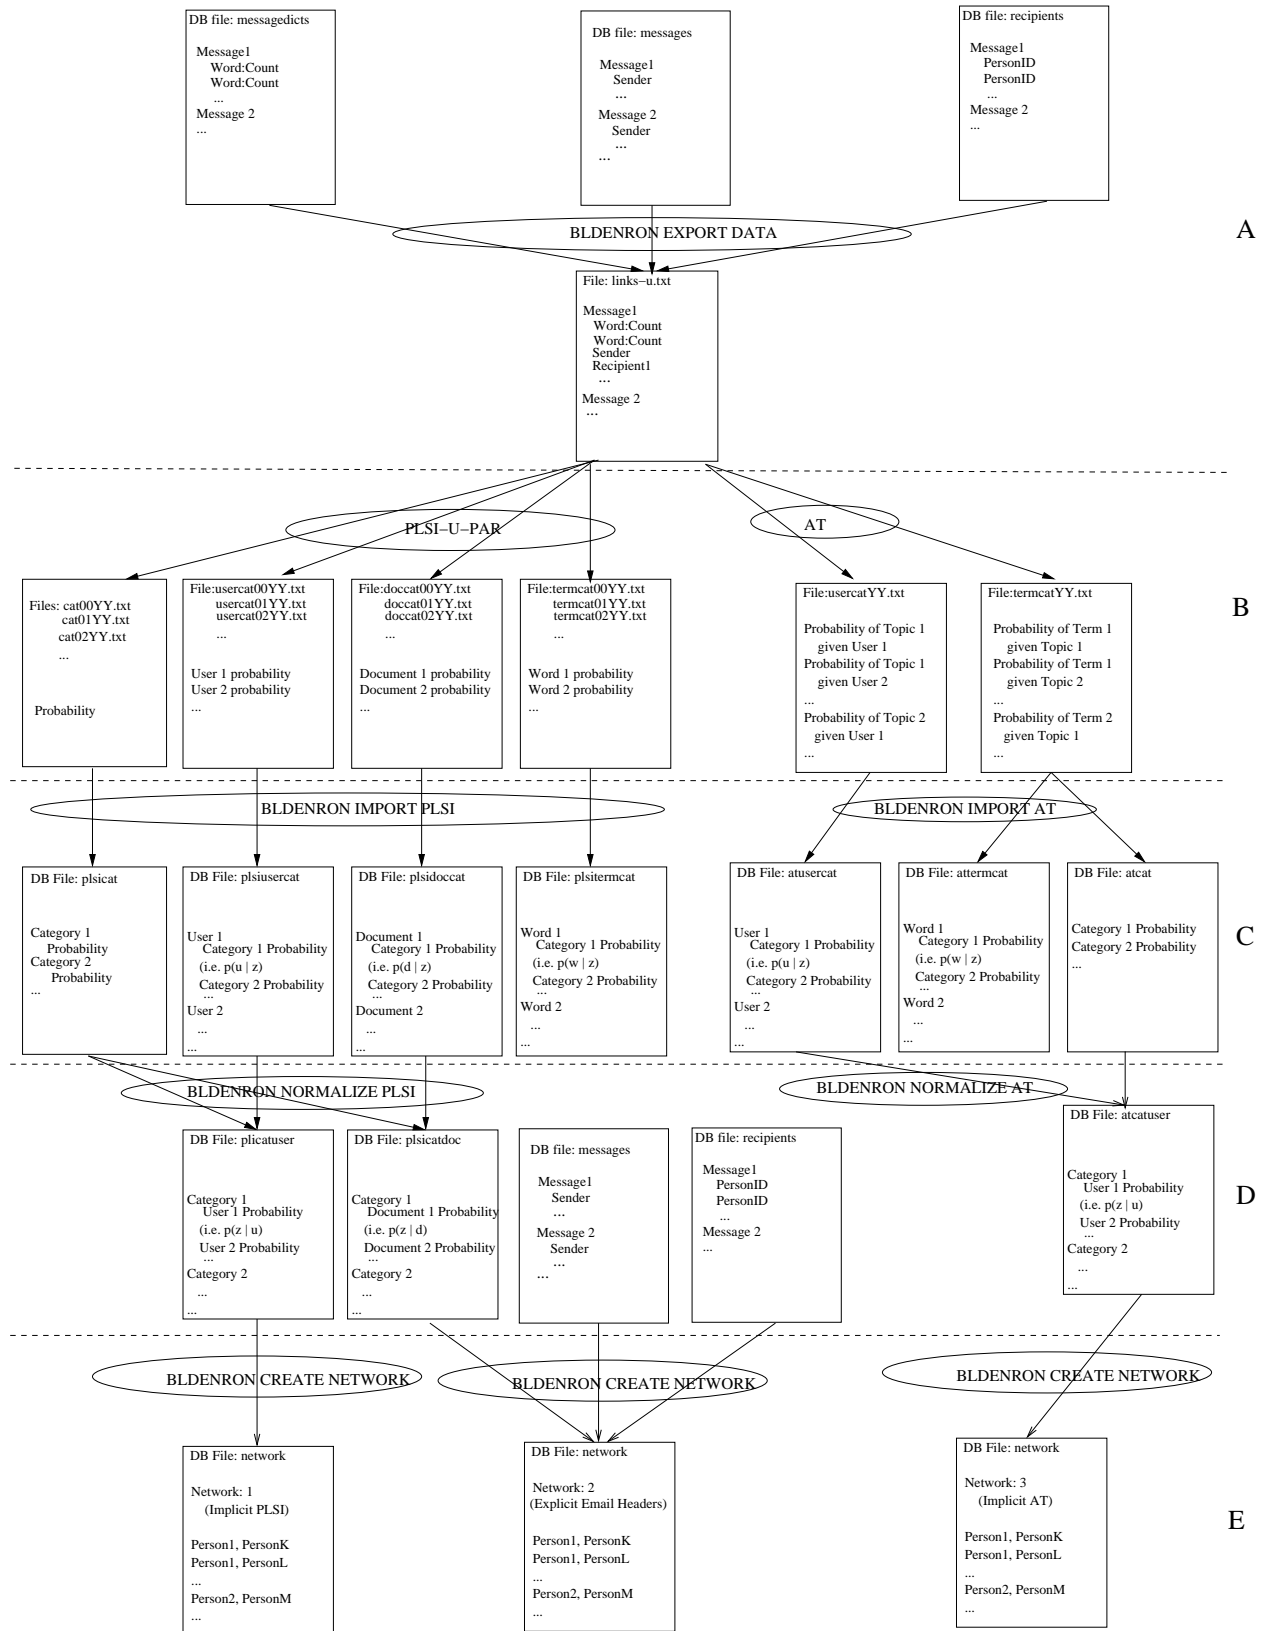 DB file: messagedicts
Message1
Word:Count
Word:Count
...
Message 2
...
DB file: messages
Message1
Sender
...
Message 2
Sender
...
...
DB file: recipients
Message1
PersonID
PersonID
...
Message 2
...
BLDENRON EXPORT DATA
A
File: links-u.txt
Message1
Word:Count
Word:Count
Sender
Recipient1
...
Message 2
...
PLSI-U-PAR
AT
Files: cat00YY.txt
cat01YY.txt
cat02YY.txt
...
Probability
File:usercat00YY.txt
usercat01YY.txt
usercat02YY.txt
...
User 1 probability
User 2 probability
...
File:doccat00YY.txt
doccat01YY.txt
doccat02YY.txt
...
Document 1 probability
Document 2 probability
...
File:termcat00YY.txt
termcat01YY.txt
termcat02YY.txt
...
Word 1 probability
Word 2 probability
...
File:usercatYY.txt
Probability of Topic 1
given User 1
Probability of Topic 1
given User 2
...
Probability of Topic 2
given User 1
...
File:termcatYY.txt
Probability of Term 1
given Topic 1
Probability of Term 1
given Topic 2
...
Probability of Term 2
given Topic 1
...
B
BLDENRON IMPORT PLSI
BLDENRON IMPORT AT
DB File: plsicat
Category 1
Probability
Category 2
Probability
...
DB File: plsiusercat
User 1
Category 1 Probability
(i.e. p(u | z)
Category 2 Probability
...
User 2
...
...
DB File: plsidoccat
Document 1
Category 1 Probability
(i.e. p(d | z)
Category 2 Probability
...
Document 2
...
...
DB File: plsitermcat
Word 1
Category 1 Probability
(i.e. p(w | z)
Category 2 Probability
...
Word 2
...
...
DB File: atusercat
User 1
Category 1 Probability
(i.e. p(u | z)
Category 2 Probability
...
User 2
...
...
DB File: attermcat
Word 1
Category 1 Probability
(i.e. p(w | z)
Category 2 Probability
...
Word 2
...
...
DB File: atcat
Category 1 Probability
Category 2 Probability
...
C
BLDENRON NORMALIZE PLSI
BLDENRON NORMALIZE AT
DB File: plicatuser
Category 1
User 1 Probability
(i.e. p(z | u)
User 2 Probability
...
Category 2
...
...
DB File: plsicatdoc
Category 1
Document 1 Probability
(i.e. p(z | d)
Document 2 Probability
...
Category 2
...
...
DB file: messages
Message1
Sender
...
Message 2
Sender
...
...
DB file: recipients
Message1
PersonID
PersonID
...
Message 2
...
DB File: atcatuser
Category 1
User 1 Probability
(i.e. p(z | u)
User 2 Probability
...
Category 2
...
...
D
BLDENRON CREATE NETWORK
BLDENRON CREATE NETWORK
BLDENRON CREATE NETWORK
DB File: network
Network: 1
(Implicit PLSI)
Person1, PersonK
Person1, PersonL
...
Person2, PersonM
...
DB File: network
Network: 2
(Explicit Email Headers)
Person1, PersonK
Person1, PersonL
...
Person2, PersonM
...
DB File: network
Network: 3
(Implicit AT)
Person1, PersonK
Person1, PersonL
...
Person2, PersonM
...
E